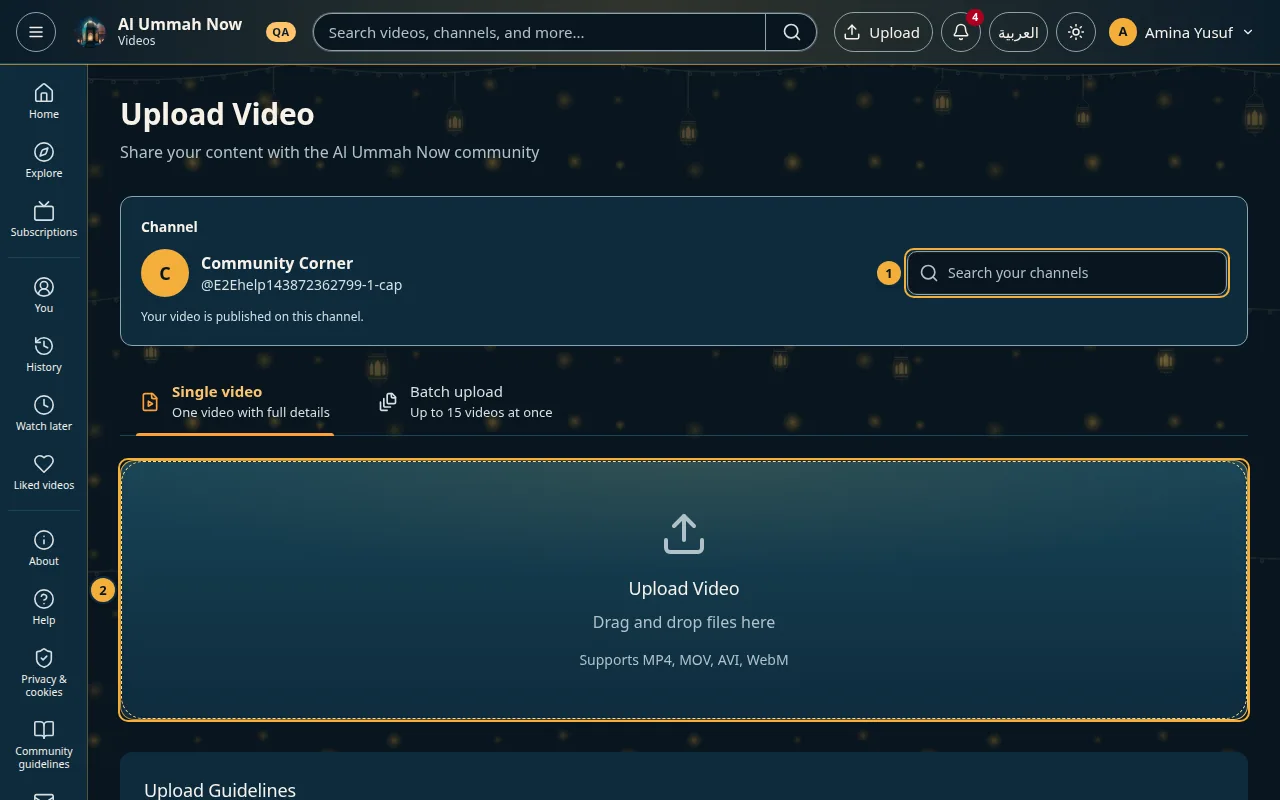 Al Ummah Now
Videos
QA
Search videos, channels, and more...
Upload
4
العربية
A
Amina Yusuf
Home
Explore
Subscriptions
You
History
Watch later
Liked videos
About
Help
Privacy &
cookies
Community
guidelines
Upload Video
Share your content with the Al Ummah Now community
Channel
C
Community Corner
@E2Ehelp143872362799-1-cap
Your video is published on this channel.
1
Search your channels
Single video
One video with full details
Batch upload
Up to 15 videos at once
2
Upload Video
Drag and drop files here
Supports MP4, MOV, AVI, WebM
Upload Guidelines